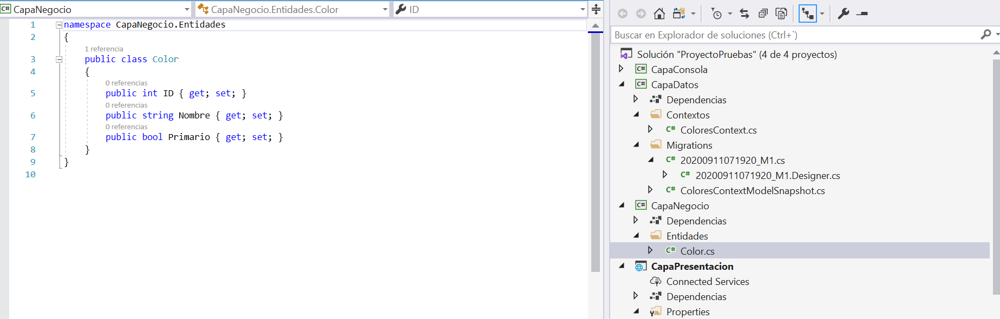 C# CapaNegocio
CapaNegocio.Entidades.Color
ID
1 namespace CapaNegocio.Entidades
2 {
1 referencia
3 public class Color
4 {
0 referencias
5 public int ID { get; set; }
0 referencias
6 public string Nombre { get; set; }
0 referencias
7 public bool Primario { get; set; }
8 }
9 }
10
Buscar en Explorador de soluciones (Ctrl+`)
Solución "ProyectoPruebas" (4 de 4 proyectos)
C# CapaConsola
C# CapaDatos
Dependencias
Contextos
C# ColoresContext.cs
Migrations
C# 20200911071920_M1.cs
C# 20200911071920_M1.Designer.cs
C# ColoresContextModelSnapshot.cs
C# CapaNegocio
Dependencias
Entidades
C# Color.cs
CapaPresentacion
Connected Services
Dependencias
Properties